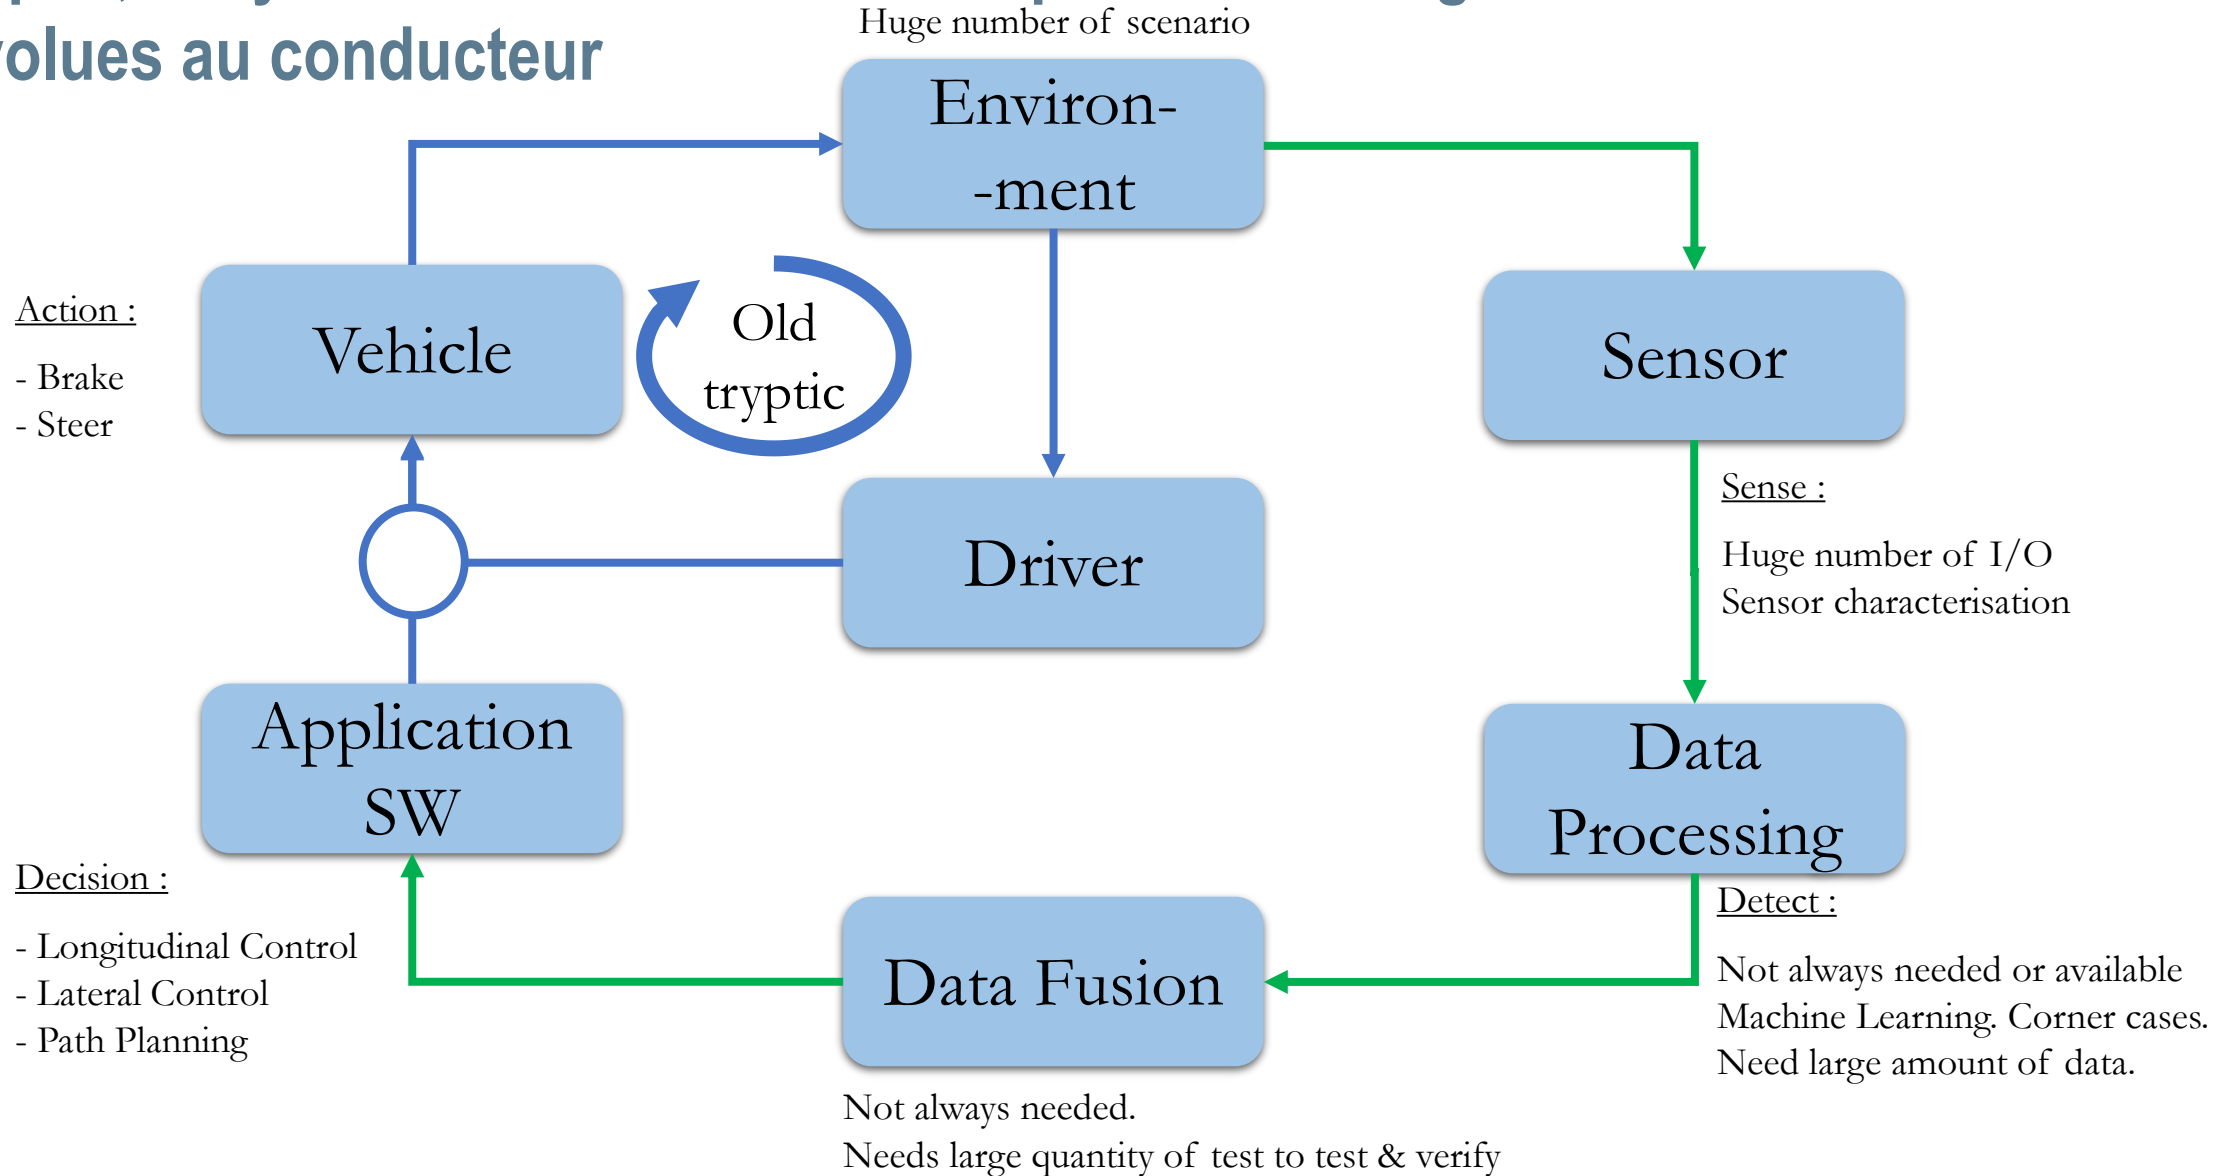 volues au conducteur
Huge number of scenario
Environ-
-ment
Action :
- Brake
- Steer
Vehicle
Old
tryptic
Sensor
Sense :
Huge number of I/O
Sensor characterisation
Driver
Application
SW
Data
Processing
Decision :
- Longitudinal Control
- Lateral Control
- Path Planning
Data Fusion
Detect :
Not always needed or available
Machine Learning. Corner cases.
Need large amount of data.
Not always needed.
Needs large quantity of test to test & verify